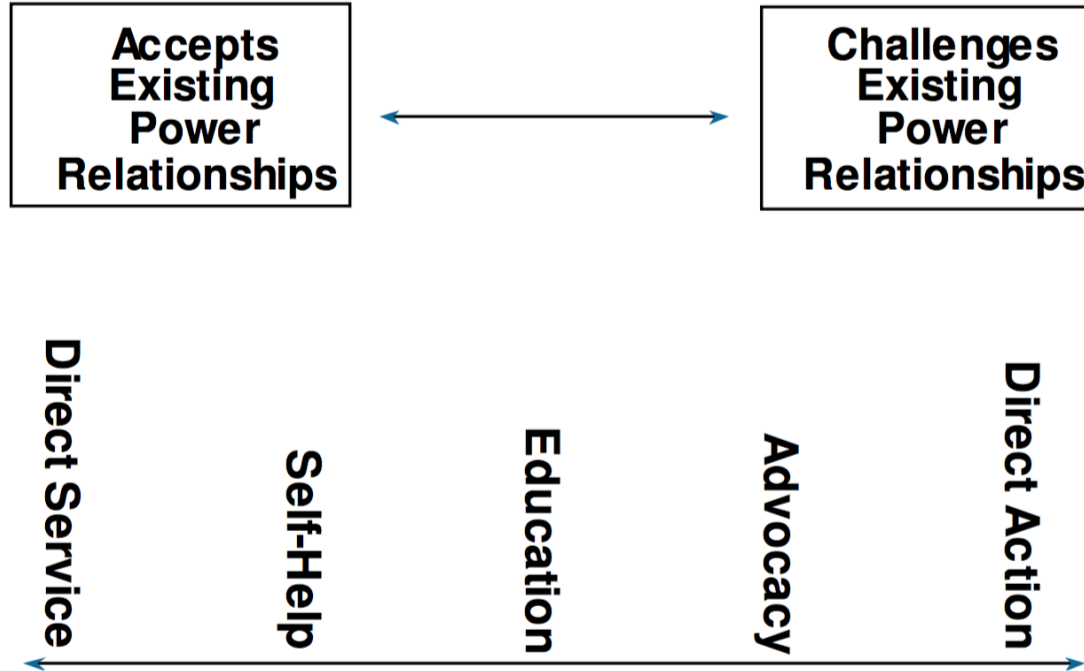 Accepts
Existing
Power
Relationships
Challenges
Existing
Power
Relationships
Direct Service
Self-Help
Education
Advocacy
Direct Action